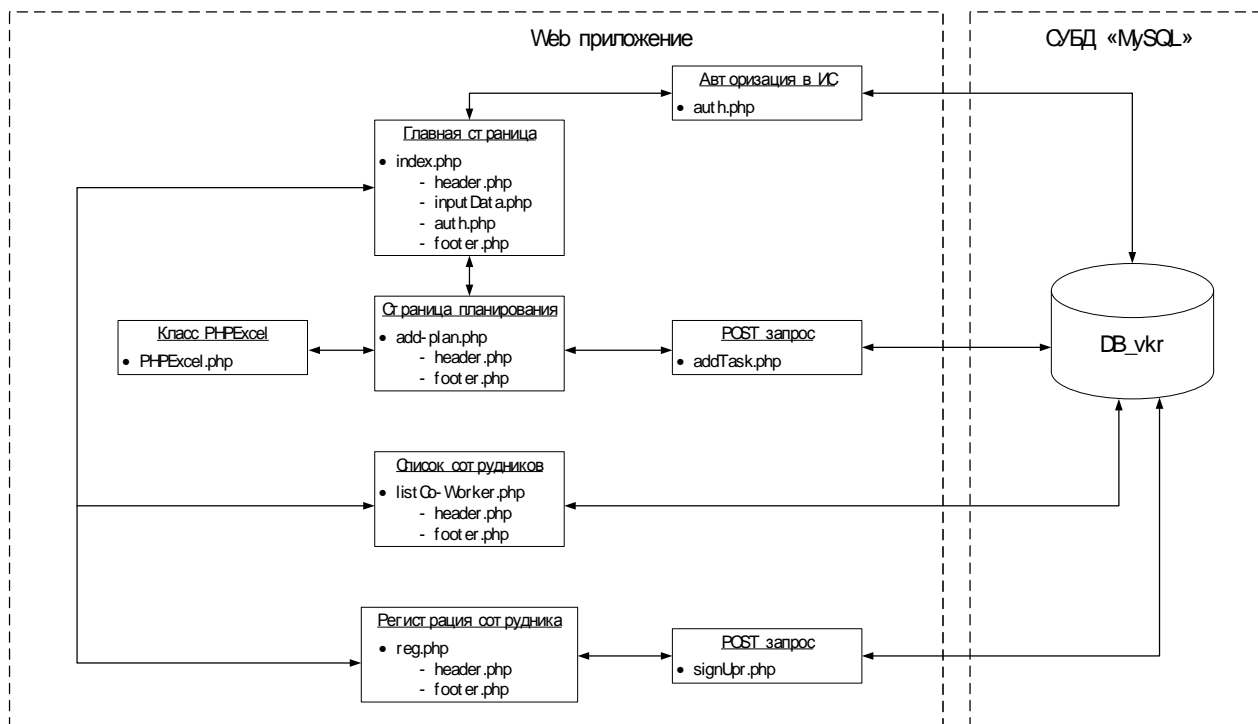 Web приложение
СУБД «MySQL»
Авторизация в ИС
• auth.php
Главная страница
• index.php
- header.php
- inputData.php
- auth.php
- footer.php
Страница планирования
• add-plan.php
- header.php
- footer.php
Класс PHPExcel
• PHPExcel.php
POST запрос
• addTask.php
DB_vkr
Список сотрудников
• listCo-Worker.php
- header.php
- footer.php
Регистрация сотрудника
• reg.php
- header.php
- footer.php
POST запрос
• signUpr.php